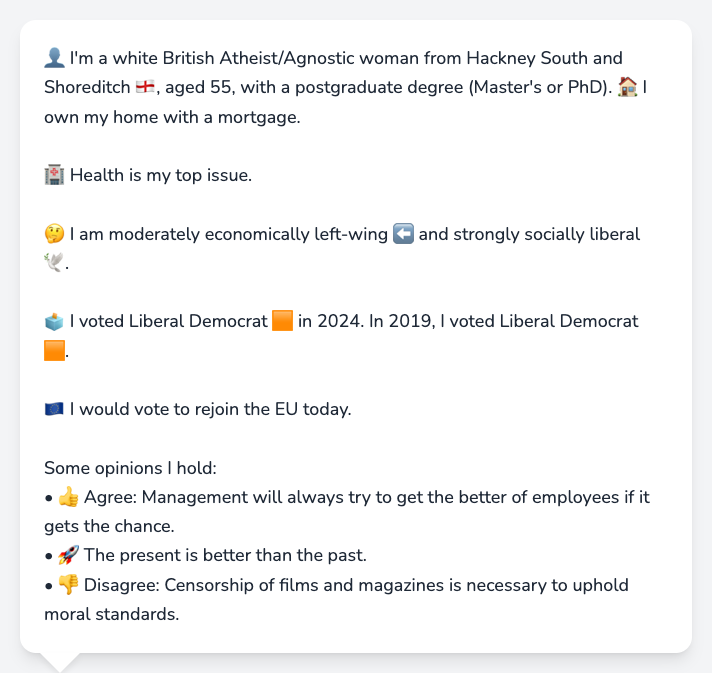 👤 I'm a white British Atheist/Agnostic woman from Hackney South and
Shoreditch 🏴󠁧󠁢󠁥󠁮󠁧󠁿, aged 55, with a postgraduate degree (Master's or PhD). 🏠 I
own my home with a mortgage.
🏥 Health is my top issue.
🤔 I am moderately economically left-wing ⬅️ and strongly socially liberal
🕊️.
🗳️ I voted Liberal Democrat 🟧 in 2024. In 2019, I voted Liberal Democrat
🟧.
🇪🇺 I would vote to rejoin the EU today.
Some opinions I hold:
• 👍 Agree: Management will always try to get the better of employees if it
gets the chance.
• 🚀 The present is better than the past.
• 👎 Disagree: Censorship of films and magazines is necessary to uphold
moral standards.